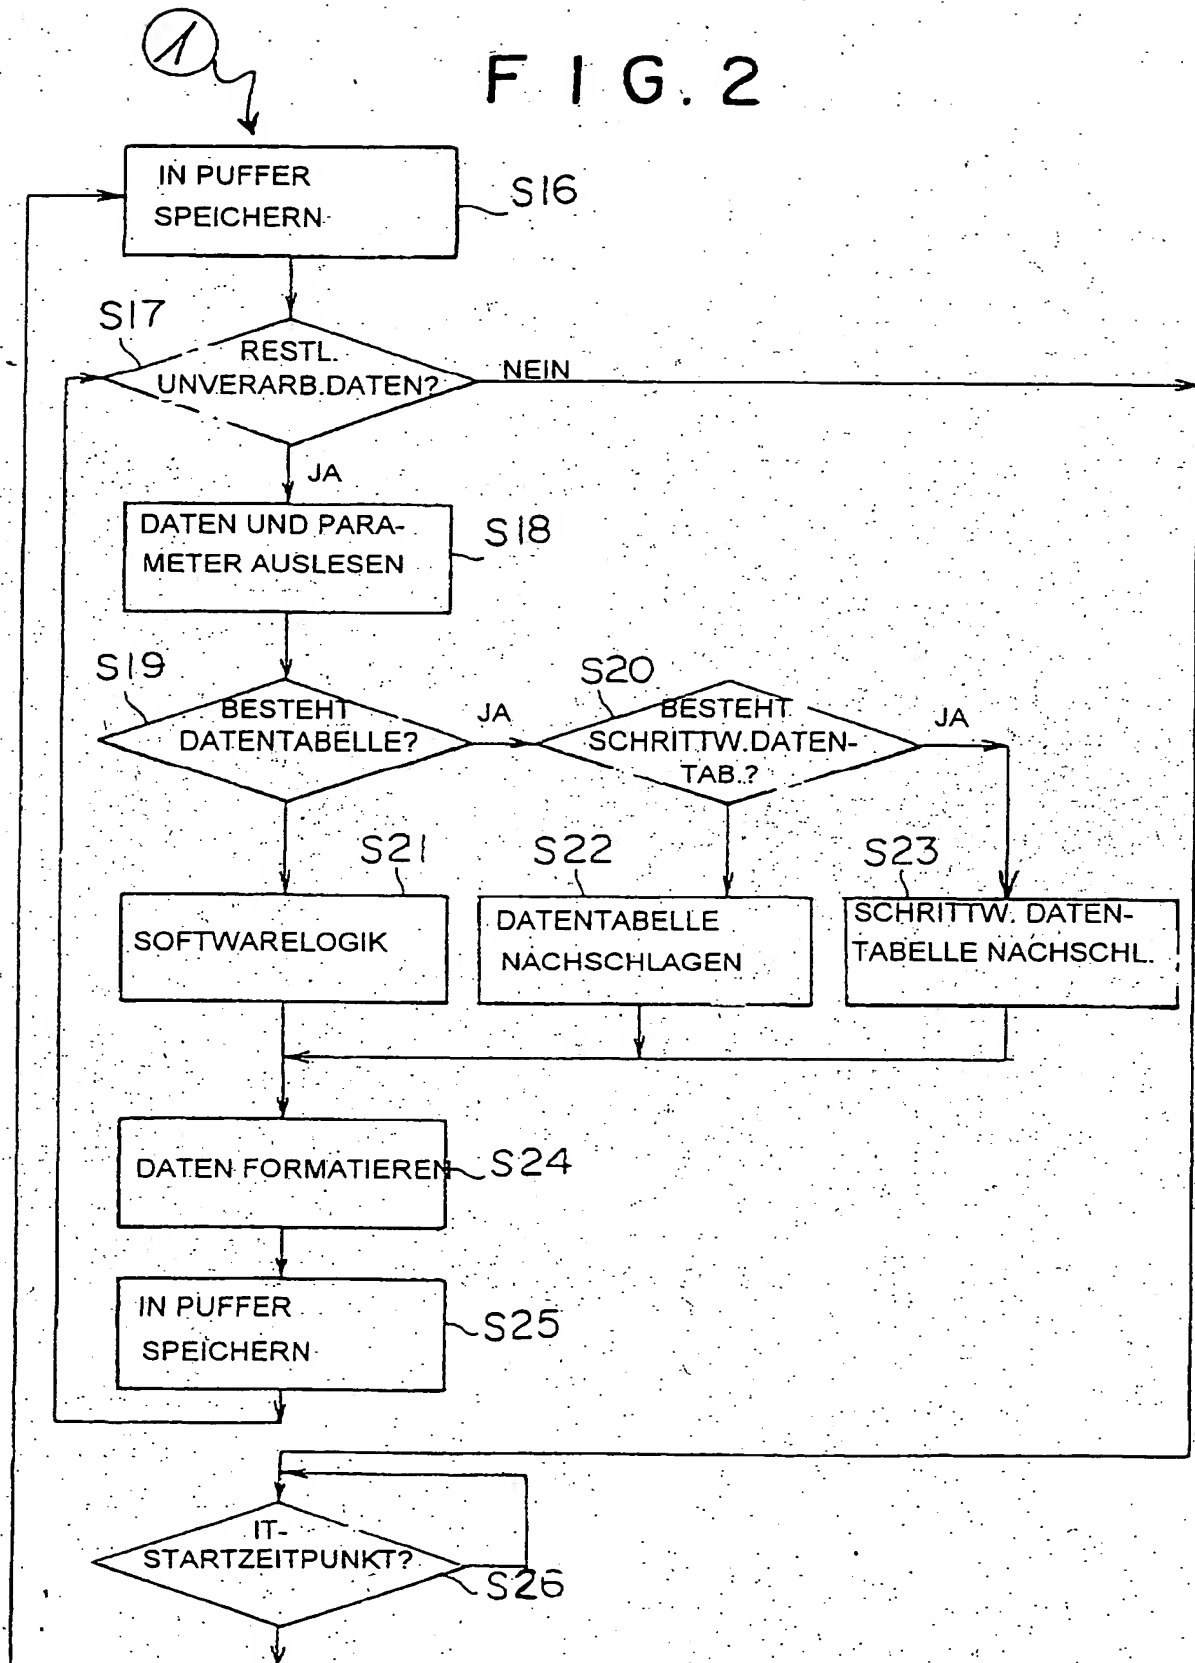 1
FIG. 2
IN PUFFER
SPEICHERN
S16
S17
RESTL.
UNVERARB.DATEN?
NEIN
JA
DATEN UND PARA-
METER AUSLESEN
S18
S19
BESTEHT
DATENTABELLE?
JA
S20
BESTEHT
SCHRITTW.DATEN-
TAB.?
JA
S21
SOFTWARELOGIK
S22
DATENTABELLE
NACHSCHLAGEN
S23
SCHRITTW. DATEN-
TABELLE NACHSCHL.
DATEN FORMATIEREN
S24
IN PUFFER
SPEICHERN
S25
IT-
STARTZEITPUNKT?
S26